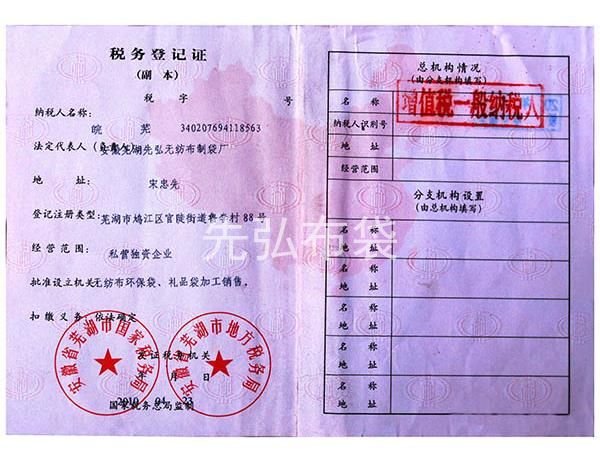 税务登记证
(副 本)
税 字 号
皖 芜 340207694118563
纳税人名称:
安徽芜湖先弘无纺布制袋厂
法定代表人
宋忠先
地 址:
芜湖市鸠江区官陡街道 村88号
登记注册类型:
私营独资企业
经营范围:
无纺布环保袋、礼品袋加工销售。
批准设立机关
依法确定
扣缴义务:
发证税务机关
年 月 日
2010 04 23
国家税务总局监制
安徽省芜湖市国家税务局
安徽省芜湖市地方税务局
先弘布袋
总机构情况
(由分支机构填写)
名 称
纳税人识别号
地 址
经营范围
增值税一般纳税人
分支机构设置
(由总机构填写)
名 称
地 址
名 称
地 址
名 称
地 址
名 称
地 址
名 称
地 址